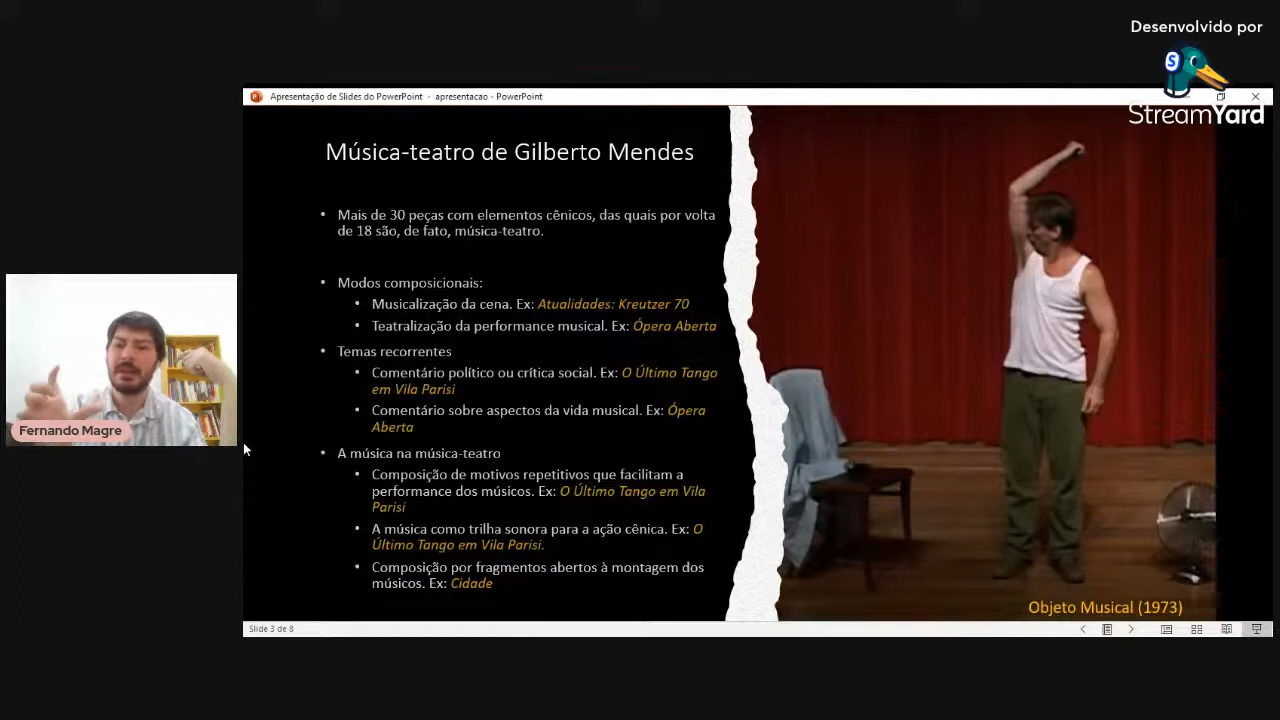 Desenvolvido por
StreamYard
Apresentação de Slides do PowerPoint - apresentacao - PowerPoint
Música-teatro de Gilberto Mendes
• Mais de 30 peças com elementos cênicos, das quais por volta
de 18 são, de fato, música-teatro.
• Modos composicionais:
• Musicalização da cena. Ex: Atualidades: Kreutzer 70
• Teatralização da performance musical. Ex: Ópera Aberta
• Temas recorrentes
• Comentário político ou crítica social. Ex: O Último Tango
em Vila Parisi
• Comentário sobre aspectos da vida musical. Ex: Ópera
Aberta
• A música na música-teatro
• Composição de motivos repetitivos que facilitam a
performance dos músicos. Ex: O Último Tango em Vila
Parisi
• A música como trilha sonora para a ação cênica. Ex: O
Último Tango em Vila Parisi.
• Composição por fragmentos abertos à montagem dos
músicos. Ex: Cidade
Objeto Musical (1973)
Fernando Magre
Slide 3 de 8